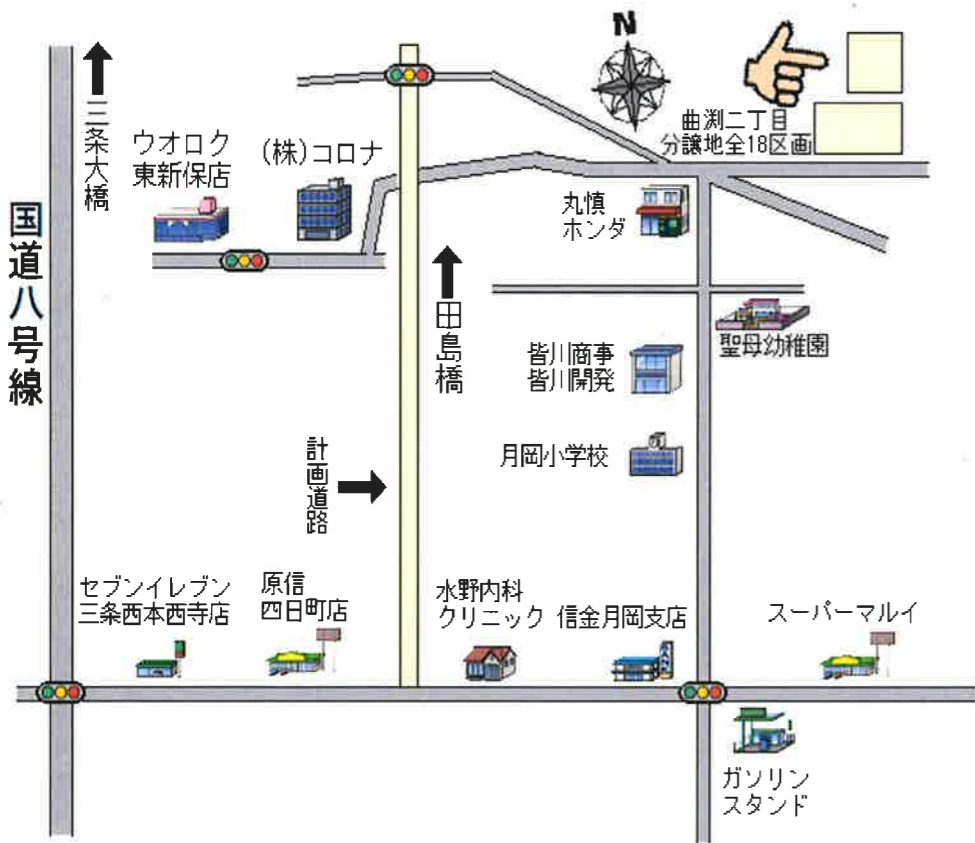 N
三条大橋
ウオロク
東新保店
(株)コロナ
曲渕二丁目
分譲地全18区画
国道八号線
丸慎
ホンダ
田島橋
聖母幼稚園
皆川商事
皆川開発
計画道路
月岡小学校
セブンイレブン
三条西本西寺店
原信
四日町店
水野内科
クリニック
信金月岡支店
スーパーマルイ
ガソリン
スタンド